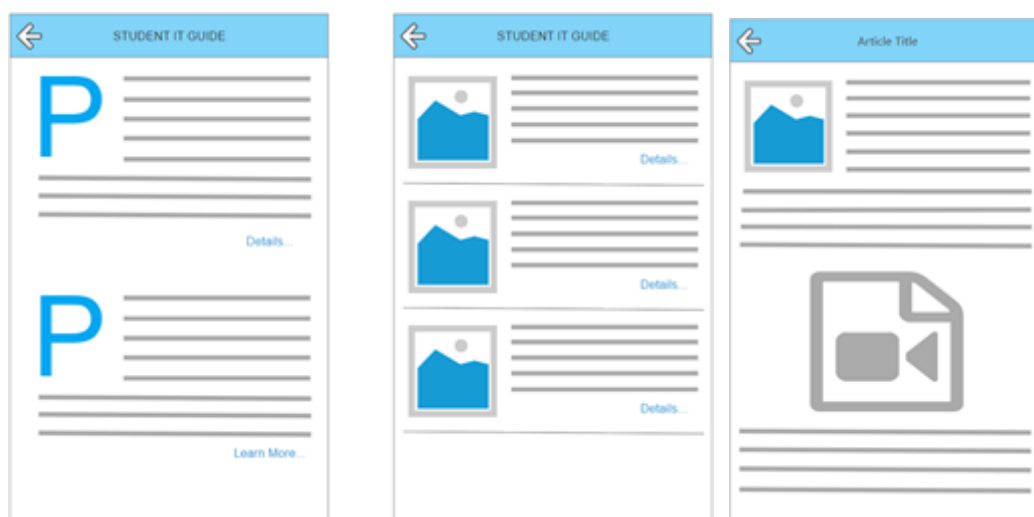 STUDENT IT GUIDE
P
Details...
P
Learn More...
STUDENT IT GUIDE
Details...
Details...
Details...
Article Title